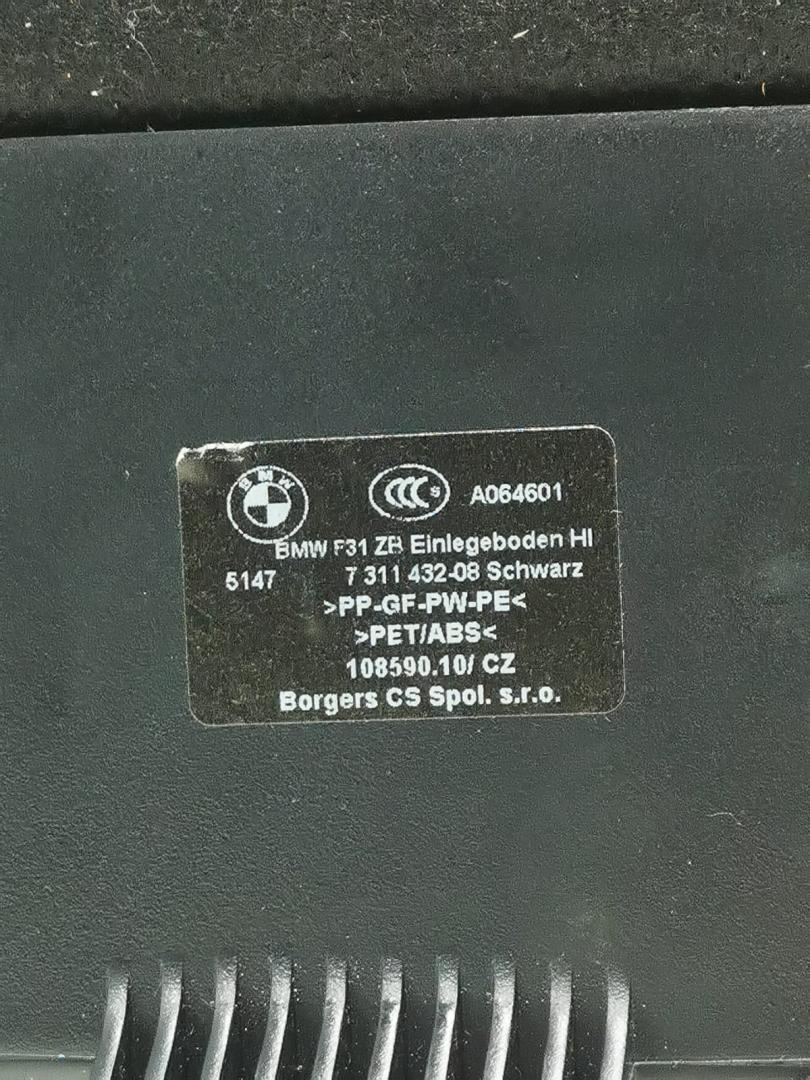 BMW
CCC S A064601
BMW F31 ZB Einlegeboden HI
5147 7 311 432-08 Schwarz
>PP-GF-PW-PE<
>PET/ABS<
108590.10/ CZ
Borgers CS Spol. s.r.o.